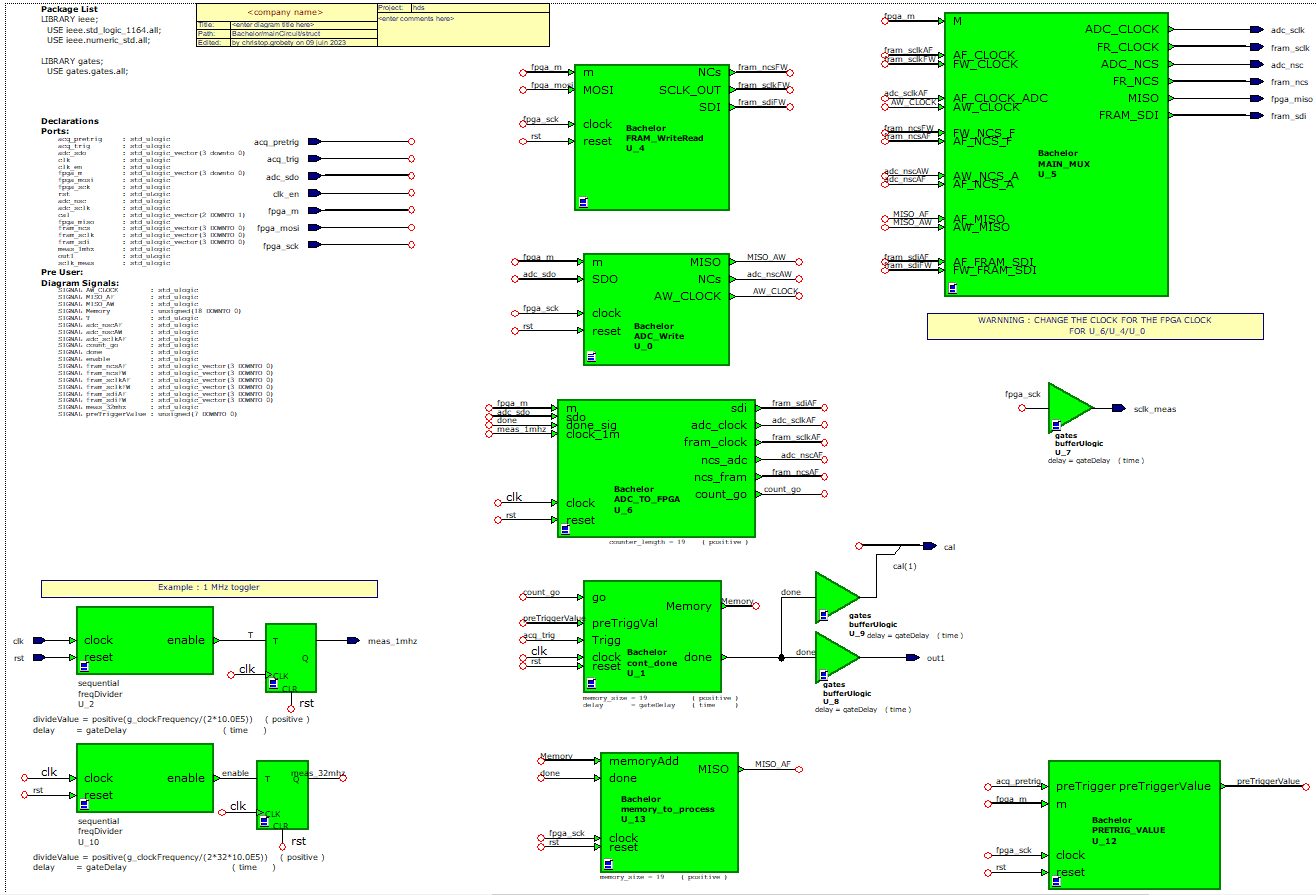 Package List
LIBRARY ieee;
USE ieee.std_logic_1164.all;
USE ieee.numeric_std.all;
LIBRARY gates;
USE gates.gates.all;
<company name>
Title: <enter diagram title here>
Path: Bachelor/mainCircuit/struct
Edited: by christop.grobety on 09 juin 2023
Project: hds
<enter comments here>
Declarations
Ports:
acq_pretrig : std_ulogic
acq_trig : std_ulogic
adc_sdo : std_ulogic_vector(3 downto 0)
clk : std_ulogic
clk_en : std_ulogic
fpga_m : std_ulogic_vector(3 downto 0)
fpga_mosi : std_ulogic
fpga_sck : std_ulogic
rst : std_ulogic
adc_nsc : std_ulogic
adc_sclk : std_ulogic
cal : std_ulogic_vector(2 DOWNTO 1)
fpga_miso : std_ulogic
fram_ncs : std_ulogic_vector(3 DOWNTO 0)
fram_sclk : std_ulogic_vector(3 DOWNTO 0)
fram_sdi : std_ulogic_vector(3 DOWNTO 0)
meas_1mhz : std_ulogic
out1 : std_ulogic
sclk_meas : std_ulogic
Pre User:
Diagram Signals:
SIGNAL AW_CLOCK : std_ulogic
SIGNAL MISO_AF : std_ulogic
SIGNAL MISO_AW : std_ulogic
SIGNAL Memory : unsigned(18 DOWNTO 0)
SIGNAL T : std_ulogic
SIGNAL adc_nscAF : std_ulogic
SIGNAL adc_nscAW : std_ulogic
SIGNAL adc_sclkAF : std_ulogic
SIGNAL count_go : std_ulogic
SIGNAL done : std_ulogic
SIGNAL enable : std_ulogic
SIGNAL fram_ncsAF : std_ulogic_vector(3 DOWNTO 0)
SIGNAL fram_ncsFW : std_ulogic_vector(3 DOWNTO 0)
SIGNAL fram_sclkAF : std_ulogic_vector(3 DOWNTO 0)
SIGNAL fram_sclkFW : std_ulogic_vector(3 DOWNTO 0)
SIGNAL fram_sdiAF : std_ulogic_vector(3 DOWNTO 0)
SIGNAL fram_sdiFW : std_ulogic_vector(3 DOWNTO 0)
SIGNAL meas_32mhz : std_ulogic
SIGNAL preTriggerValue : unsigned(7 DOWNTO 0)
acq_pretrig
acq_trig
adc_sdo
clk_en
fpga_m
fpga_mosi
fpga_sck
fpga_m m NCs fram_ncsFW
fpga_mosi MOSI SCLK_OUT fram_sclkFW
SDI fram_sdiFW
fpga_sck clock
rst reset
Bachelor
FRAM_WriteRead
U_4
fpga_m m MISO MISO_AW
adc_sdo SDO NCs adc_nscAW
AW_CLOCK AW_CLOCK
fpga_sck clock
rst reset
Bachelor
ADC_Write
U_0
fpga_m m sdi fram_sdiAF
adc_sdo sdo adc_clock adc_sclkAF
done done_sig
meas_1mhz clock_1m fram_clock fram_sclkAF
ncs_adc adc_nscAF
ncs_fram fram_ncsAF
count_go count_go
clk clock
rst reset
Bachelor
ADC_TO_FPGA
U_6
counter_length = 19 ( positive )
fpga_m M ADC_CLOCK adc_sclk
FR_CLOCK fram_sclk
fram_sclkAF AF_CLOCK
fram_sclkFW FW_CLOCK ADC_NCS adc_nsc
FR_NCS fram_ncs
adc_sclkAF AF_CLOCK_ADC MISO fpga_miso
AW_CLOCK AW_CLOCK
FRAM_SDI fram_sdi
fram_ncsFW FW_NCS_F
fram_ncsAF AF_NCS_F
adc_nscAW AW_NCS_A
adc_nscAF AF_NCS_A
MISO_AF AF_MISO
MISO_AW AW_MISO
fram_sdiAF AF_FRAM_SDI
fram_sdiFW FW_FRAM_SDI
Bachelor
MAIN_MUX
U_5
WARNNING : CHANGE THE CLOCK FOR THE FPGA CLOCK
FOR U_6/U_4/U_0
fpga_sck sclk_meas
gates
bufferUlogic
U_7
delay = gateDelay ( time )
cal
cal(1)
done
gates
bufferUlogic
U_9 delay = gateDelay ( time )
done out1
gates
bufferUlogic
U_8
delay = gateDelay ( time )
count_go go
Memory Memory
preTriggerValue preTriggVal
acq_trig Trigg
clk clock done
rst reset
Bachelor
cont_done
U_1
memory_size = 19 ( positive )
delay = gateDelay ( time )
Example : 1 MHz toggler
clk clock enable T T meas_1mhz
rst reset Q
clk CLK
CLR
rst
sequential
freqDivider
U_2
divideValue = positive(g_clockFrequency/(2*10.0E5)) ( positive )
delay = gateDelay ( time )
clk clock enable enable T Q meas_32mhz
rst reset
clk CLK
CLR
rst
sequential
freqDivider
U_10
divideValue = positive(g_clockFrequency/(2*32*10.0E5)) ( positive )
delay = gateDelay ( time )
Memory memoryAdd MISO MISO_AF
done done
fpga_sck clock
rst reset
Bachelor
memory_to_process
U_13
memory_size = 19 ( positive )
acq_pretrig preTrigger preTriggerValue preTriggerValue
fpga_m m
fpga_sck clock
rst reset
Bachelor
PRETRIG_VALUE
U_12